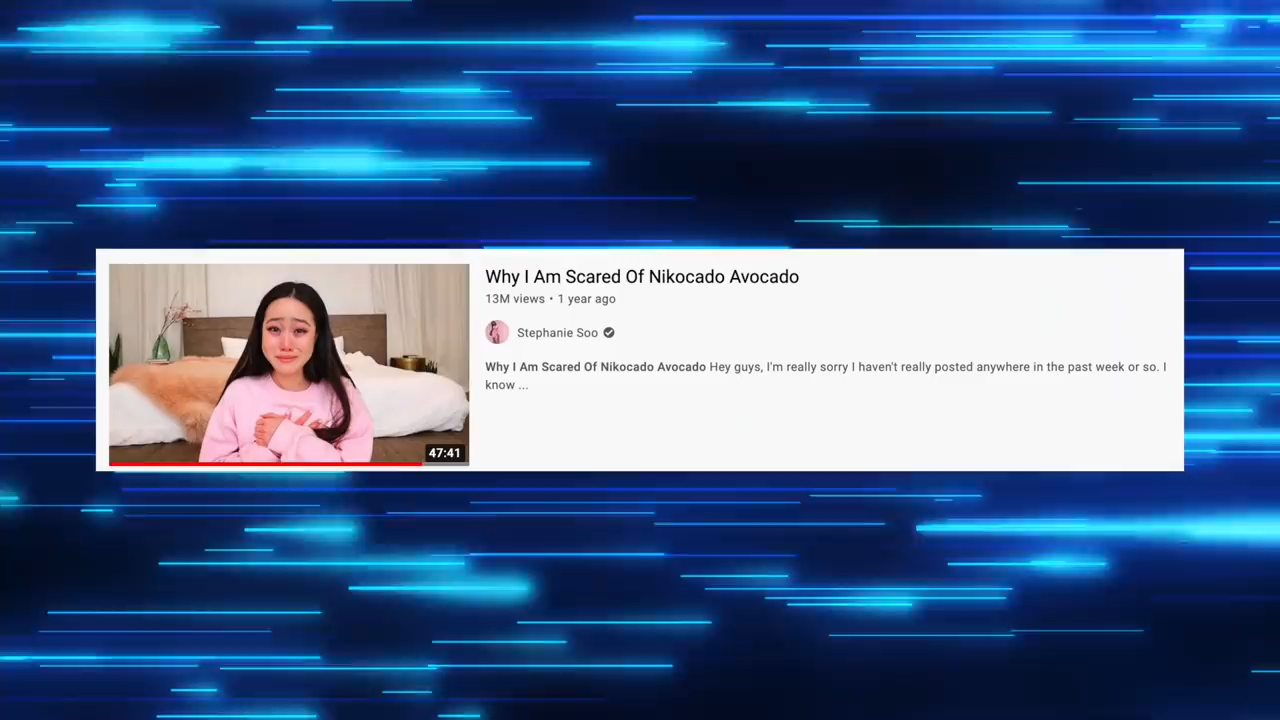 Why I Am Scared Of Nikocado Avocado
13M views • 1 year ago
Stephanie Soo
Why I Am Scared Of Nikocado Avocado Hey guys, I'm really sorry I haven't really posted anywhere in the past week or so. I
know ...
47:41